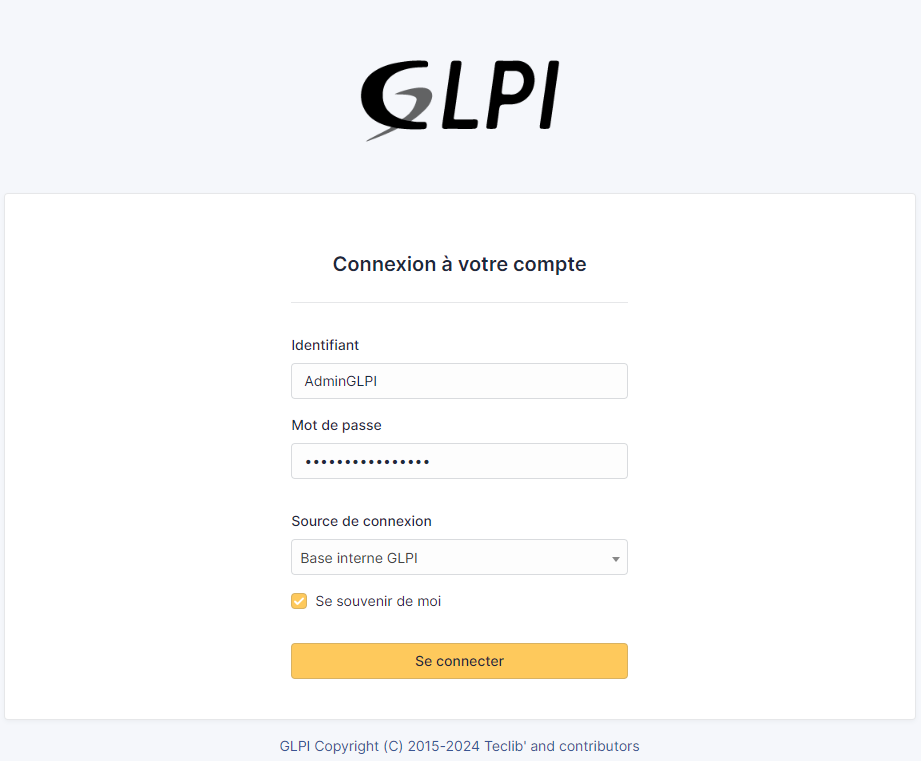 GLPI
Connexion à votre compte
Identifiant
AdminGLPI
Mot de passe
••••••••••••••••
Source de connexion
Base interne GLPI
Se souvenir de moi
Se connecter
GLPI Copyright (C) 2015-2024 Teclib' and contributors